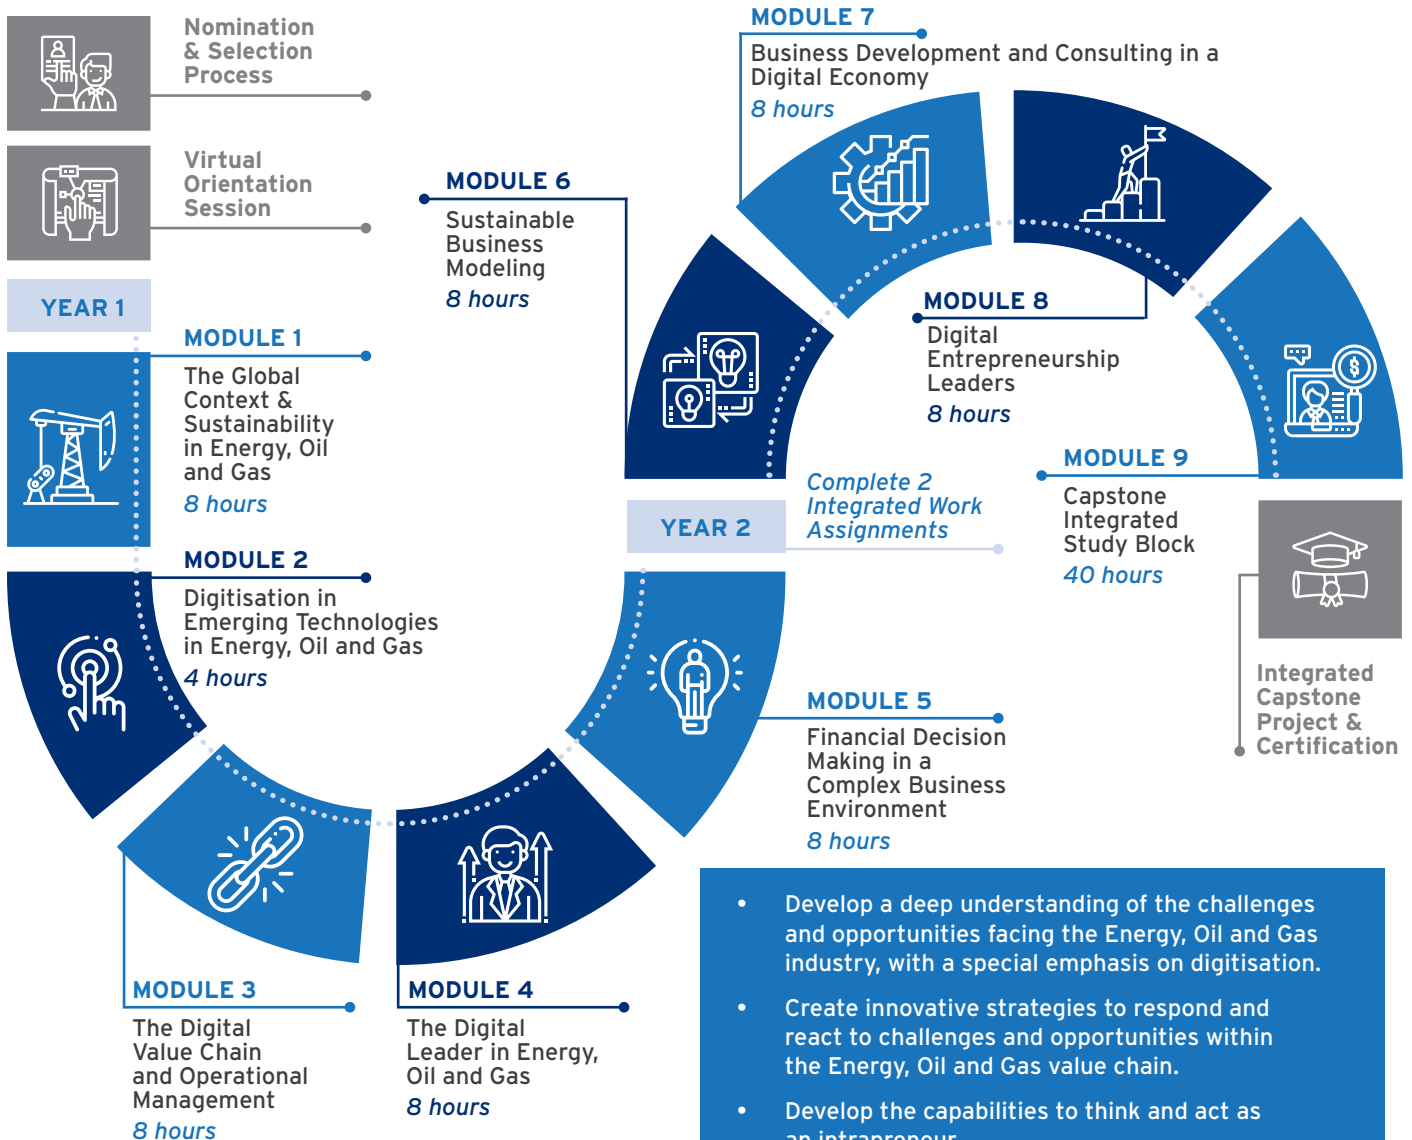 Nomination
& Selection
Process
Virtual
Orientation
Session
YEAR 1
MODULE 1
The Global
Context &
Sustainability
in Energy, Oil
and Gas
8 hours
MODULE 2
Digitisation in
Emerging Technologies
in Energy, Oil and Gas
4 hours
MODULE 3
The Digital
Value Chain
and Operational
Management
8 hours
MODULE 4
The Digital
Leader in Energy,
Oil and Gas
8 hours
MODULE 5
Financial Decision
Making in a
Complex Business
Environment
8 hours
YEAR 2
Complete 2
Integrated Work
Assignments
MODULE 6
Sustainable
Business
Modeling
8 hours
MODULE 7
Business Development and Consulting in a
Digital Economy
8 hours
MODULE 8
Digital
Entrepreneurship
Leaders
8 hours
MODULE 9
Capstone
Integrated
Study Block
40 hours
$
Integrated
Capstone
Project &
Certification
• Develop a deep understanding of the challenges
and opportunities facing the Energy, Oil and Gas
industry, with a special emphasis on digitisation.
• Create innovative strategies to respond and
react to challenges and opportunities within
the Energy, Oil and Gas value chain.
• Develop the capabilities to think and act as
an intrapreneur